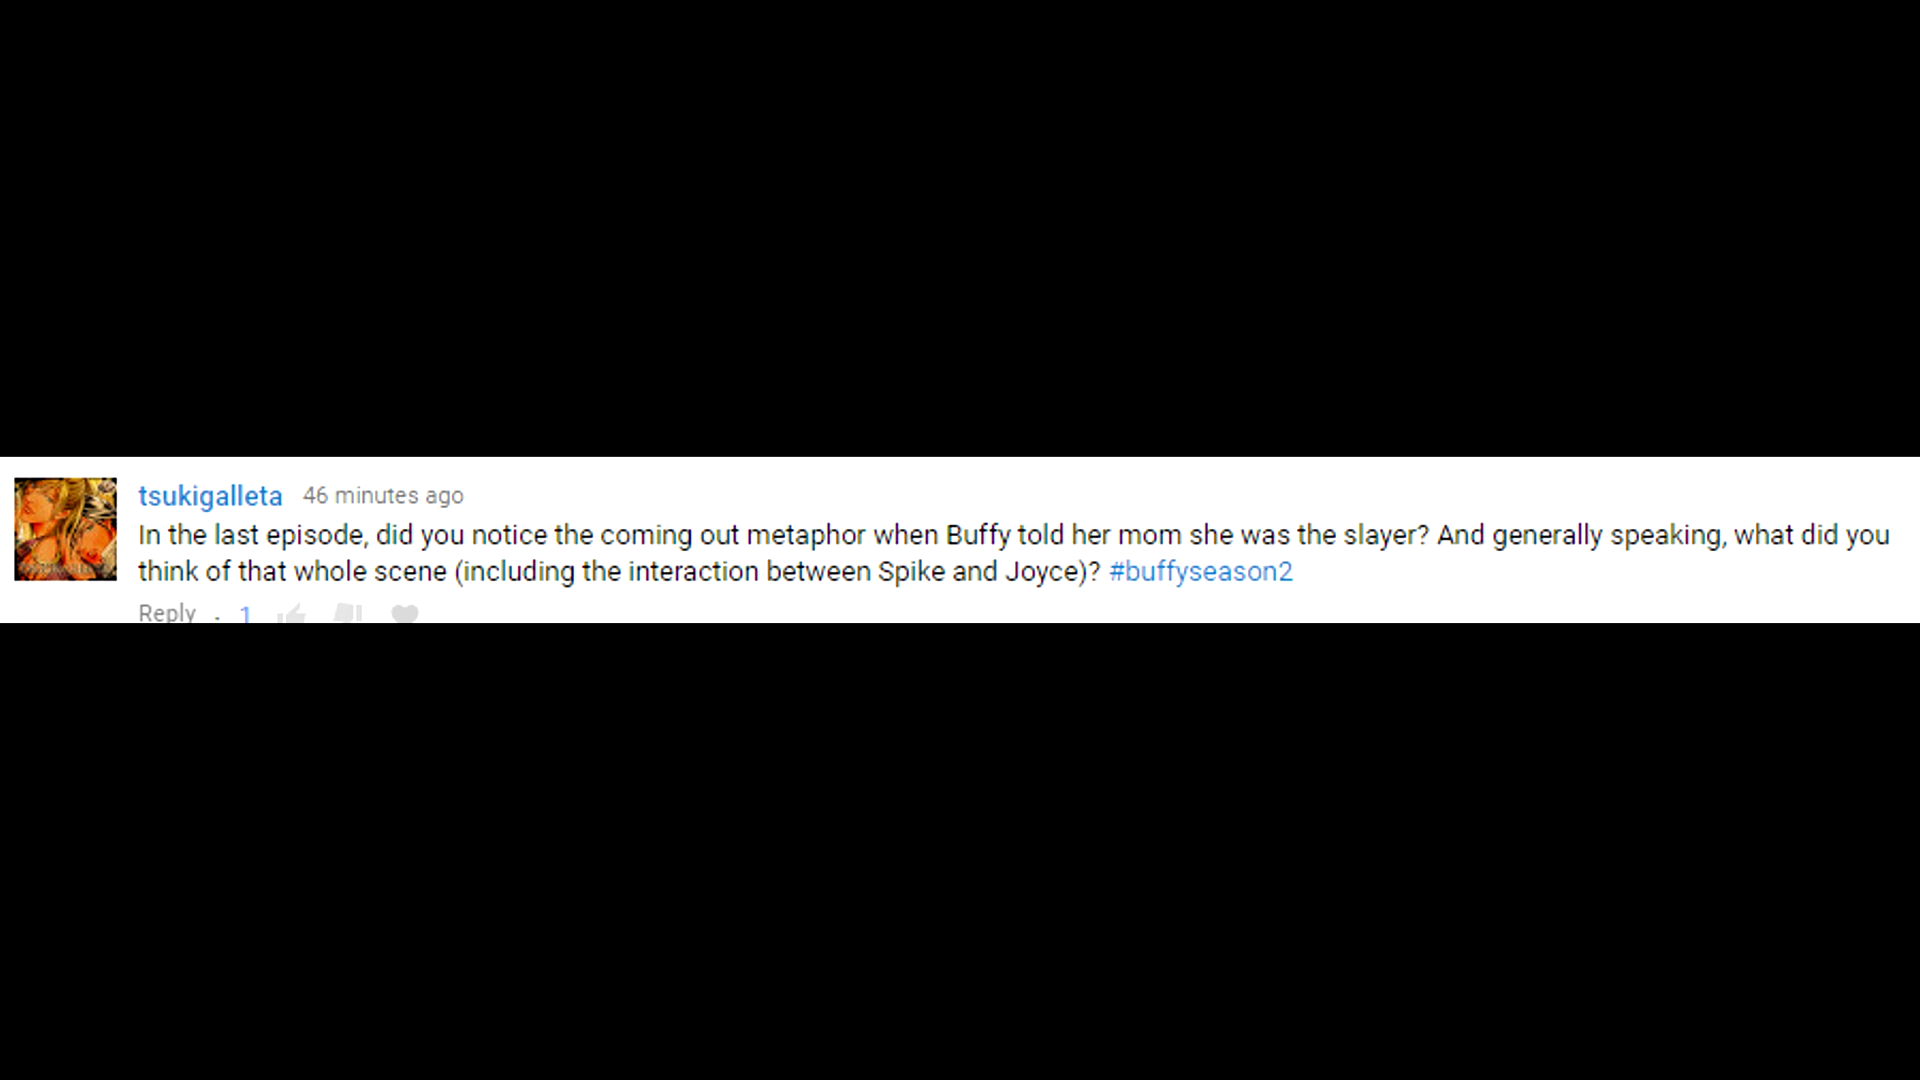 tsukigalleta 46 minutes ago
In the last episode, did you notice the coming out metaphor when Buffy told her mom she was the slayer? And generally speaking, what did you
think of that whole scene (including the interaction between Spike and Joyce)? #buffyseason2
Reply . 1